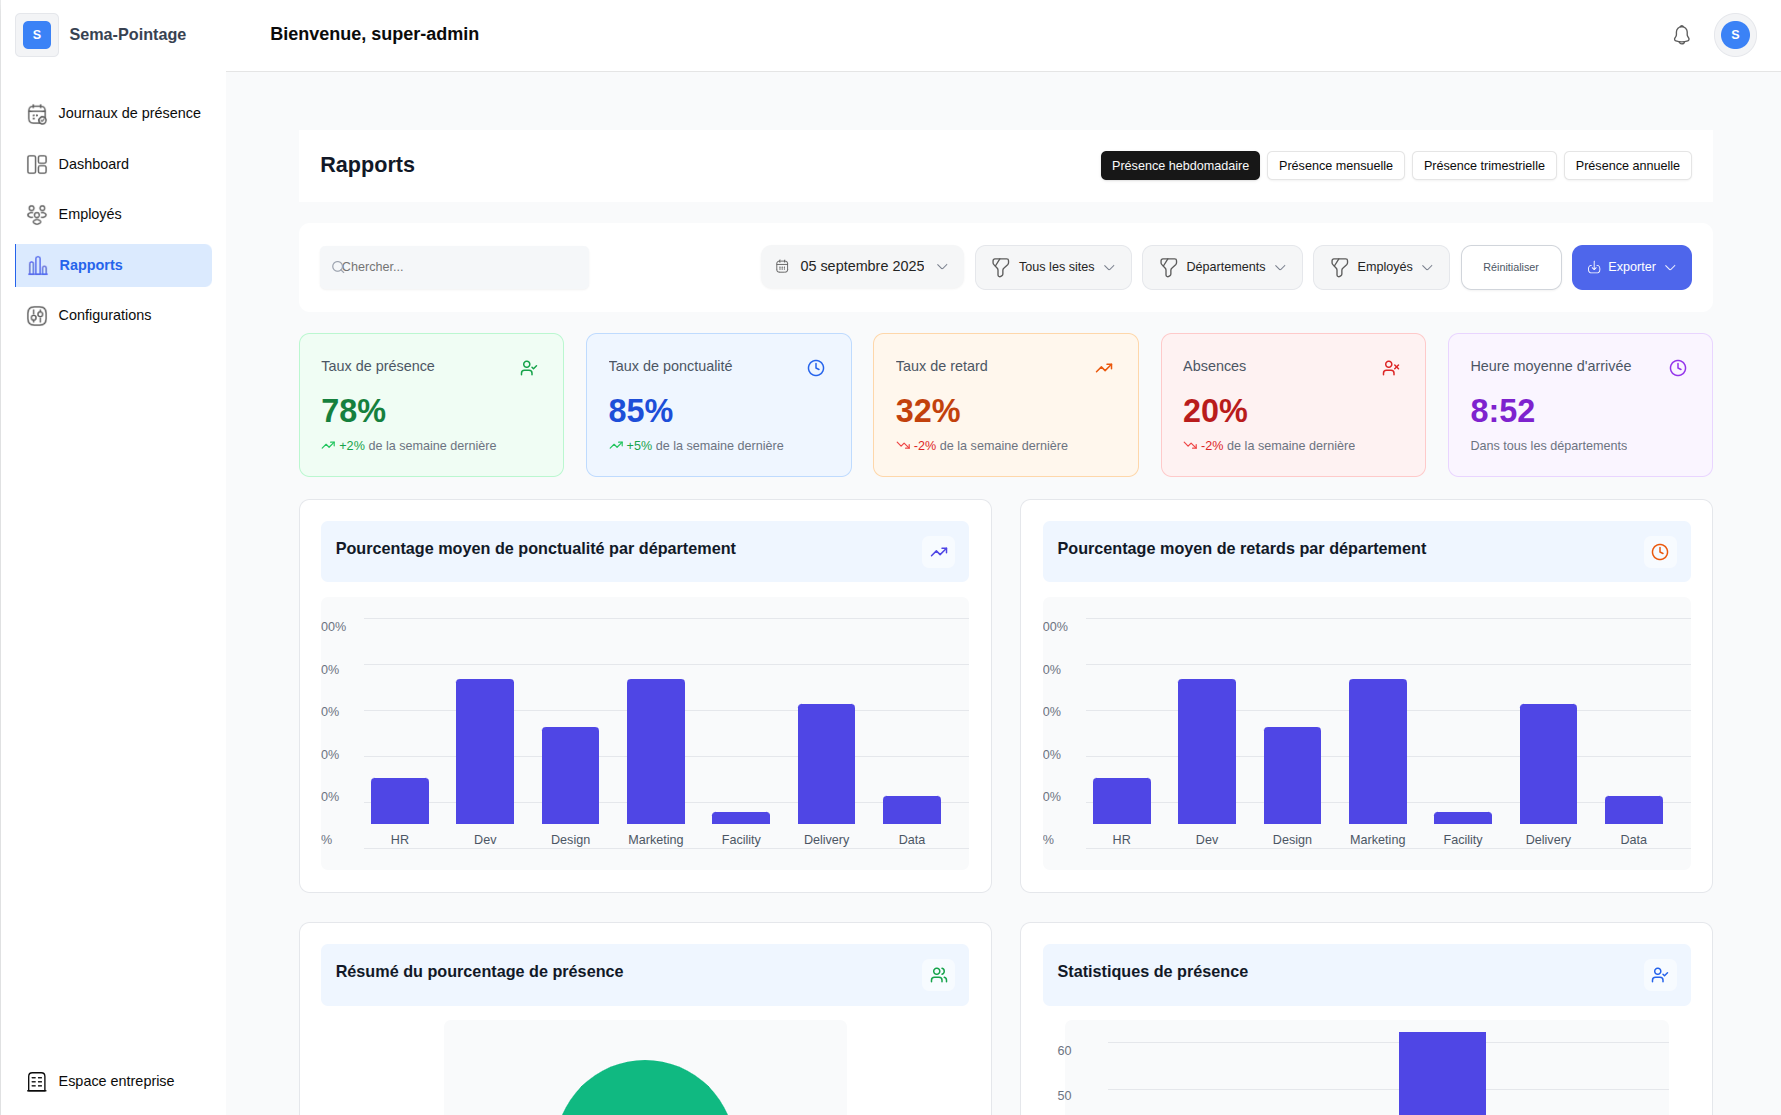 S
Sema-Pointage
Bienvenue, super-admin
S
Journaux de présence
Dashboard
Employés
Rapports
Configurations
Espace entreprise
Rapports
Présence hebdomadaire
Présence mensuelle
Présence trimestrielle
Présence annuelle
Chercher...
05 septembre 2025
Tous les sites
Départements
Employés
Réinitialiser
Exporter
Taux de présence
78%
+2% de la semaine dernière
Taux de ponctualité
85%
+5% de la semaine dernière
Taux de retard
32%
-2% de la semaine dernière
Absences
20%
-2% de la semaine dernière
Heure moyenne d'arrivée
8:52
Dans tous les départements
Pourcentage moyen de ponctualité par département
00%
0%
0%
0%
0%
%
HR Dev Design Marketing Facility Delivery Data
Pourcentage moyen de retards par département
00%
0%
0%
0%
0%
%
HR Dev Design Marketing Facility Delivery Data
Résumé du pourcentage de présence
Statistiques de présence
60
50